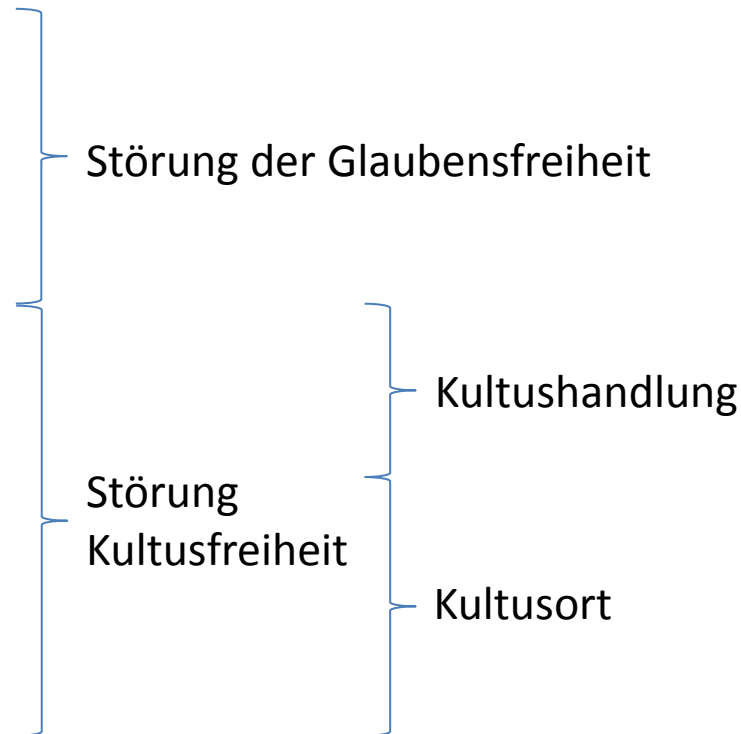 Störung der Glaubensfreiheit
Kultushandlung
Störung
Kultusfreiheit
Kultusort